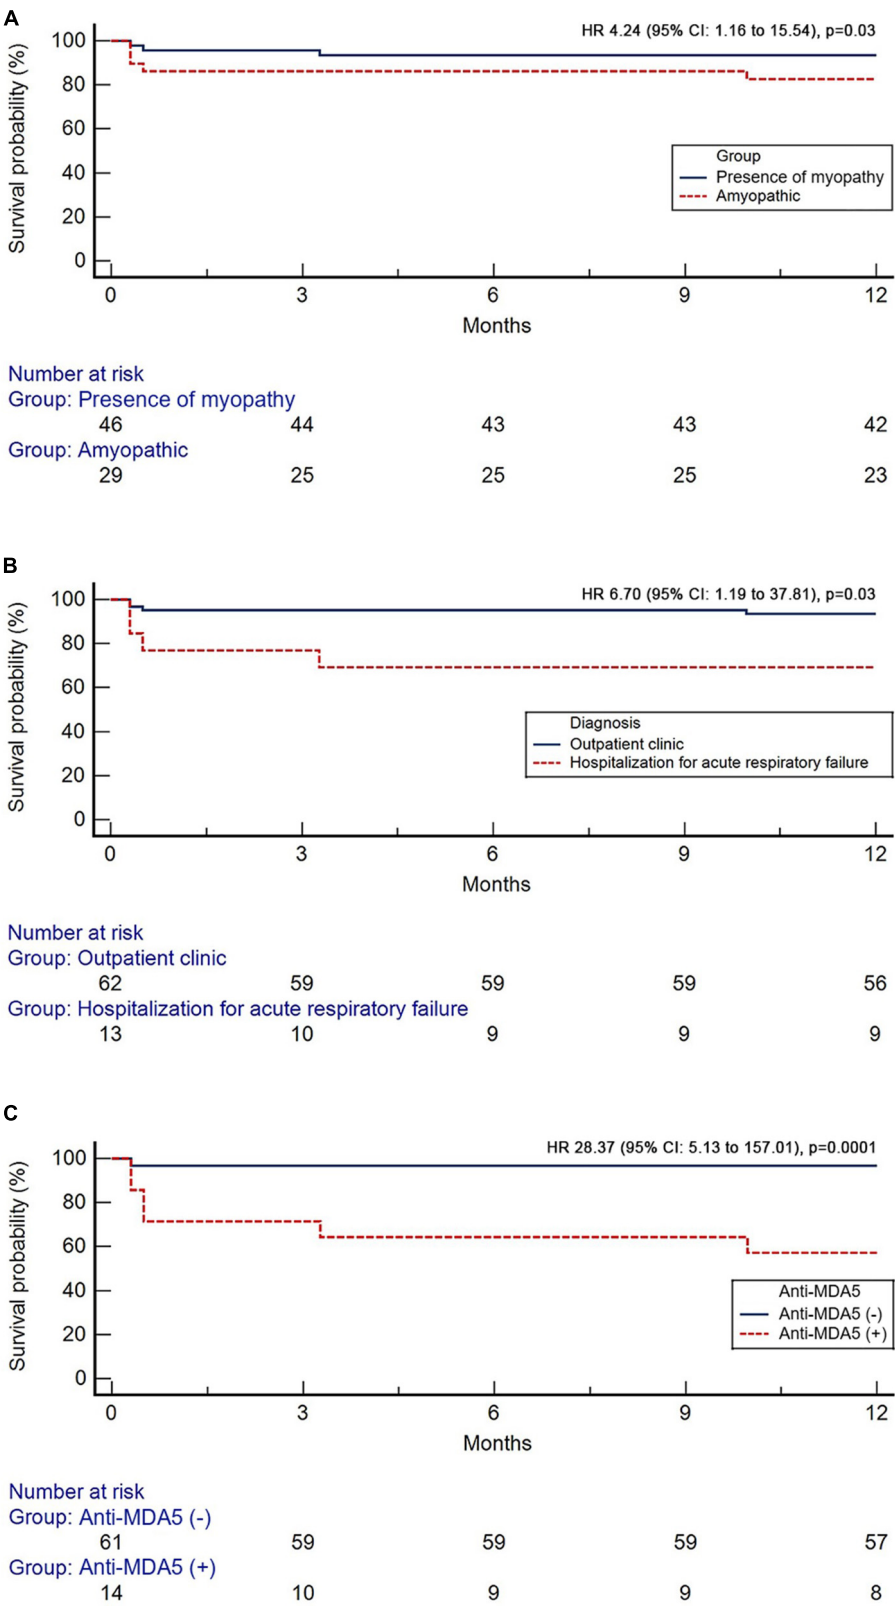 A
HR 4.24 (95% CI: 1.16 to 15.54), p=0.03
Survival probability (%)
100
80
60
40
20
0
Group
Presence of myopathy
Amyopathic
0 3 6 9 12
Months
Number at risk
Group: Presence of myopathy
46 44 43 43 42
Group: Amyopathic
29 25 25 25 23
B
HR 6.70 (95% CI: 1.19 to 37.81), p=0.03
Survival probability (%)
100
80
60
40
20
0
Diagnosis
Outpatient clinic
Hospitalization for acute respiratory failure
0 3 6 9 12
Months
Number at risk
Group: Outpatient clinic
62 59 59 59 56
Group: Hospitalization for acute respiratory failure
13 10 9 9 9
C
HR 28.37 (95% CI: 5.13 to 157.01), p=0.0001
Survival probability (%)
100
80
60
40
20
0
Anti-MDA5
Anti-MDA5 (-)
Anti-MDA5 (+)
0 3 6 9 12
Months
Number at risk
Group: Anti-MDA5 (-)
61 59 59 59 57
Group: Anti-MDA5 (+)
14 10 9 9 8